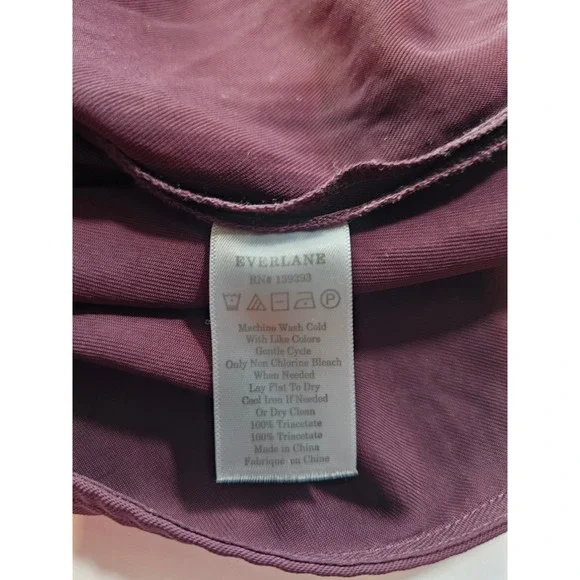 EVERLANE
RN# 139393
P
Machine Wash Cold
With Like Colors
Gentle Cycle
Only Non Chlorine Bleach
When Needed
Lay Flat To Dry
Cool Iron If Needed
Or Dry Clean
100% Triacetate
100% Triacetate
Made in China
Fabriqué en Chine